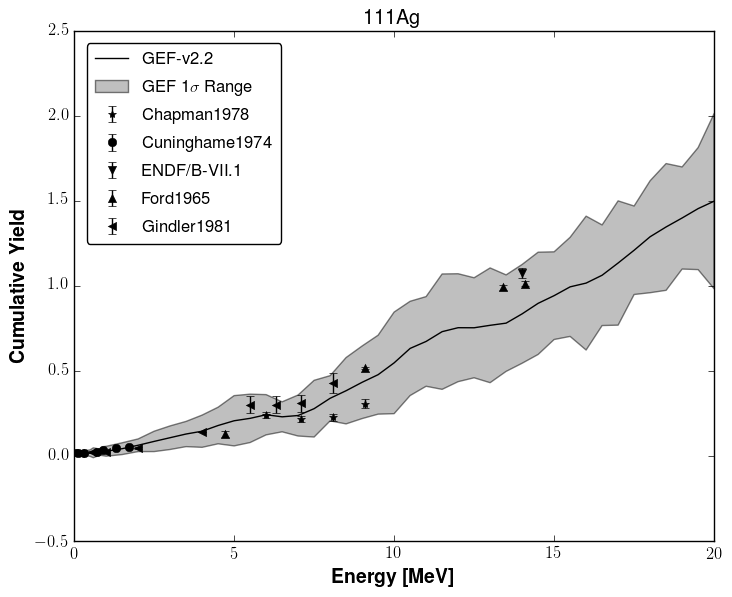 111Ag
2.5
2.0
1.5
1.0
0.5
0.0
−0.5
Cumulative Yield
GEF-v2.2
GEF 1σ Range
Chapman1978
Cuninghame1974
ENDF/B-VII.1
Ford1965
Gindler1981
0 5 10 15 20
Energy [MeV]